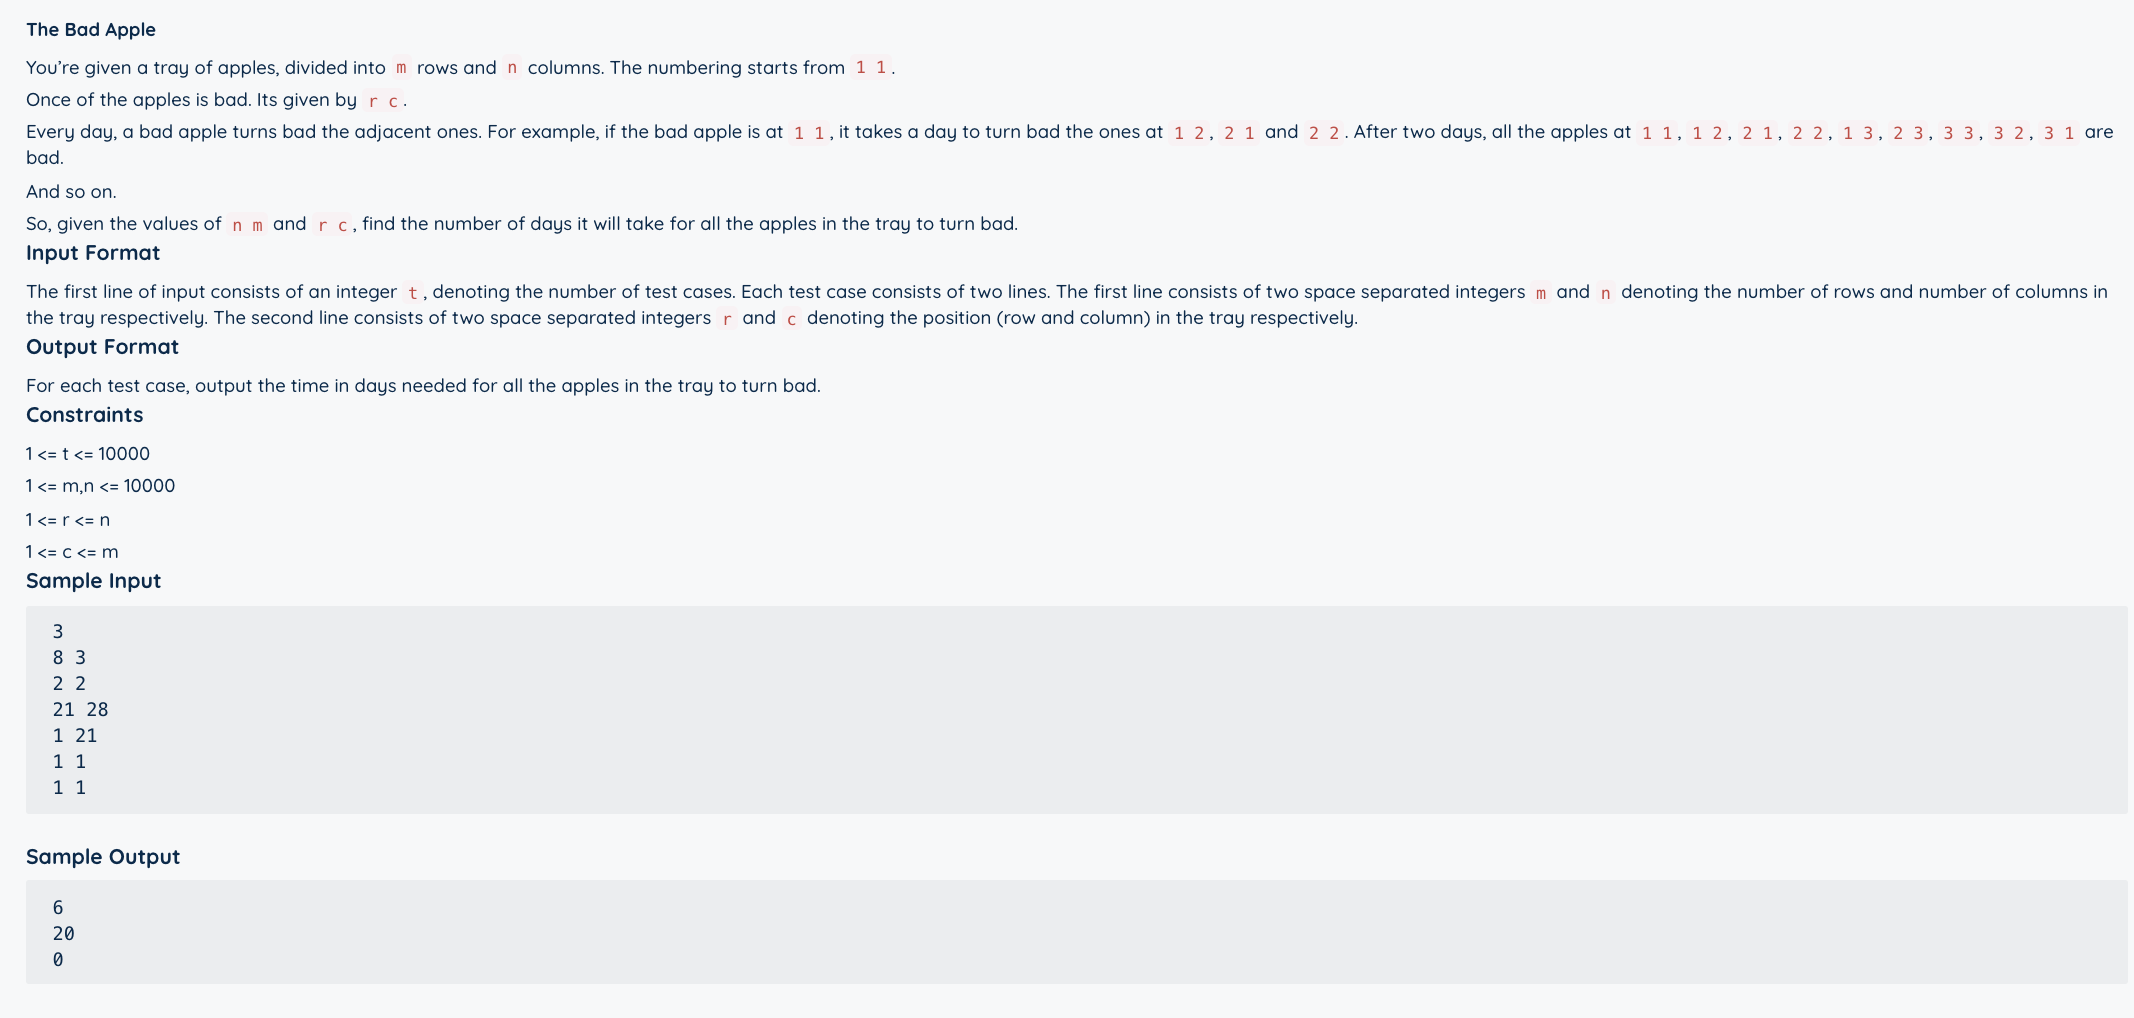 The Bad Apple
You’re given a tray of apples, divided into m rows and n columns. The numbering starts from 1 1.
Once of the apples is bad. Its given by r c.
Every day, a bad apple turns bad the adjacent ones. For example, if the bad apple is at 1 1, it takes a day to turn bad the ones at 1 2, 2 1 and 2 2. After two days, all the apples at 1 1, 1 2, 2 1, 2 2, 1 3, 2 3, 3 3, 3 2, 3 1 are
bad.
And so on.
So, given the values of n m and r c, find the number of days it will take for all the apples in the tray to turn bad.
Input Format
The first line of input consists of an integer t, denoting the number of test cases. Each test case consists of two lines. The first line consists of two space separated integers m and n denoting the number of rows and number of columns in
the tray respectively. The second line consists of two space separated integers r and c denoting the position (row and column) in the tray respectively.
Output Format
For each test case, output the time in days needed for all the apples in the tray to turn bad.
Constraints
1 <= t <= 10000
1 <= m,n <= 10000
1 <= r <= n
1 <= c <= m
Sample Input
3
8 3
2 2
21 28
1 21
1 1
1 1
Sample Output
6
20
0